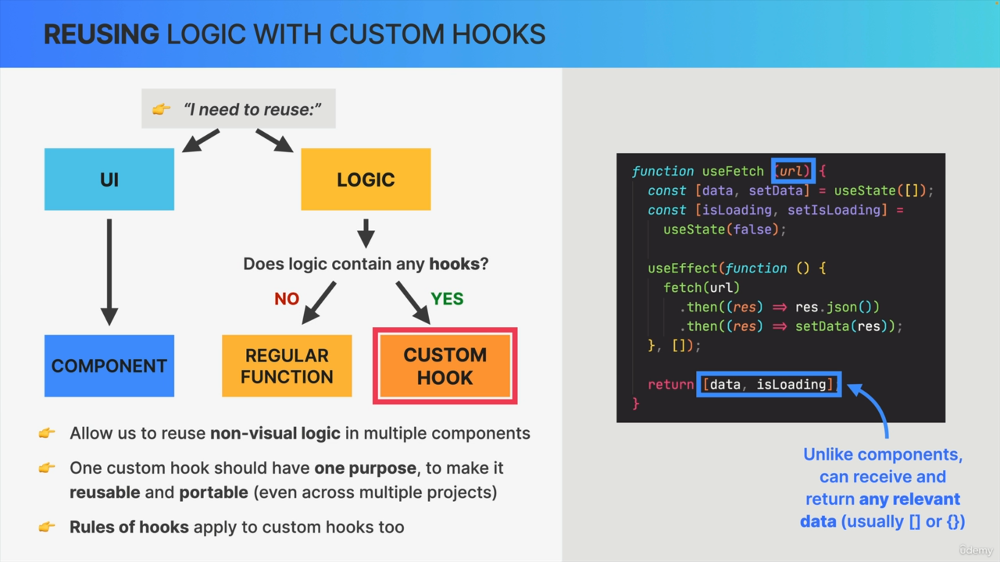 REUSING LOGIC WITH CUSTOM HOOKS
“I need to reuse:”
UI
LOGIC
Does logic contain any hooks?
NO
YES
COMPONENT
REGULAR
FUNCTION
CUSTOM
HOOK
Allow us to reuse non-visual logic in multiple components
One custom hook should have one purpose, to make it
reusable and portable (even across multiple projects)
Rules of hooks apply to custom hooks too
function useFetch (url) {
const [data, setData] = useState([]);
const [isLoading, setIsLoading] =
useState(false);
useEffect(function () {
fetch(url)
.then((res) => res.json())
.then((res) => setData(res));
}, []);
return [data, isLoading];
}
Unlike components,
can receive and
return any relevant
data (usually [] or {})
ûdemy